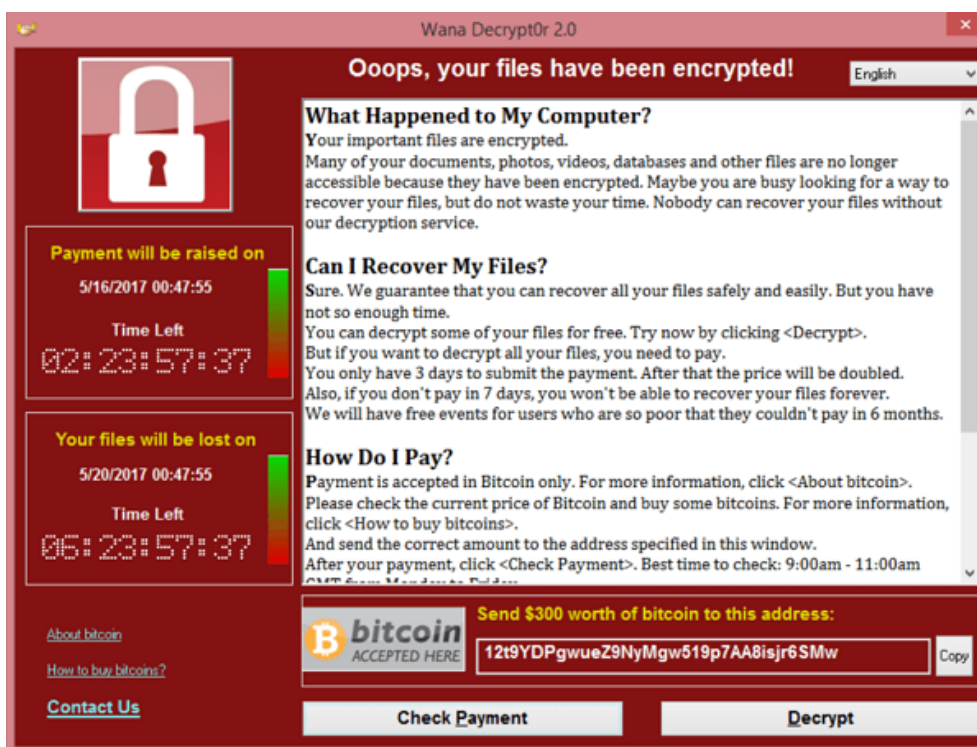 Wana Decrypt0r 2.0
Ooops, your files have been encrypted!
English
What Happened to My Computer?
Your important files are encrypted.
Many of your documents, photos, videos, databases and other files are no longer
accessible because they have been encrypted. Maybe you are busy looking for a way to
recover your files, but do not waste your time. Nobody can recover your files without
our decryption service.
Can I Recover My Files?
Sure. We guarantee that you can recover all your files safely and easily. But you have
not so enough time.
You can decrypt some of your files for free. Try now by clicking <Decrypt>.
But if you want to decrypt all your files, you need to pay.
You only have 3 days to submit the payment. After that the price will be doubled.
Also, if you don't pay in 7 days, you won't be able to recover your files forever.
We will have free events for users who are so poor that they couldn't pay in 6 months.
How Do I Pay?
Payment is accepted in Bitcoin only. For more information, click <About bitcoin>.
Please check the current price of Bitcoin and buy some bitcoins. For more information,
click <How to buy bitcoins>.
And send the correct amount to the address specified in this window.
After your payment, click <Check Payment>. Best time to check: 9:00am - 11:00am
GMT from Monday to Friday.
Payment will be raised on
5/16/2017 00:47:55
Time Left
02:23:57:37
Your files will be lost on
5/20/2017 00:47:55
Time Left
06:23:57:37
About bitcoin
How to buy bitcoins?
Contact Us
bitcoin
ACCEPTED HERE
Send $300 worth of bitcoin to this address:
12t9YDPgwueZ9NyMgw519p7AA8isjr6SMw
Copy
Check Payment
Decrypt